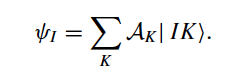 ψ_I = ∑_K 𝒜_K | IK⟩.